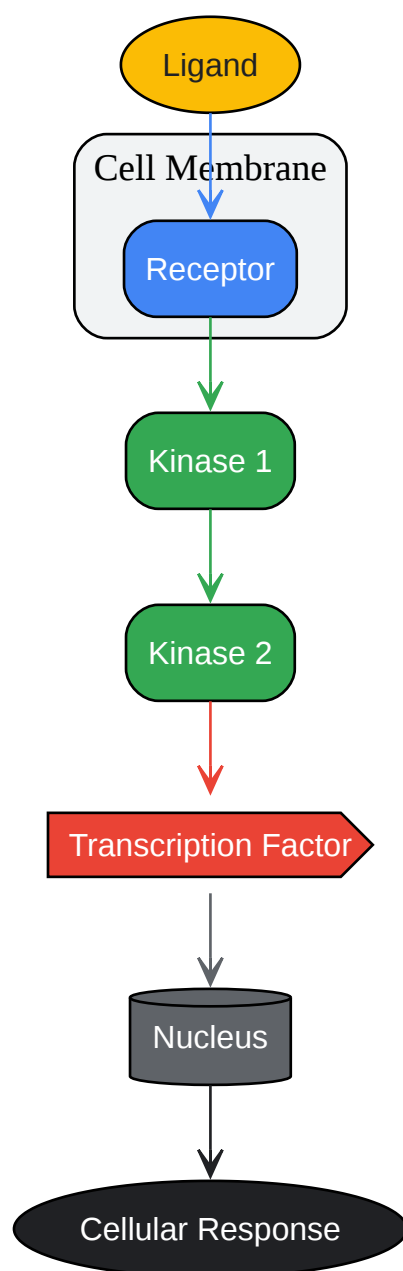 Ligand
Cell Membrane
Receptor
Kinase 1
Kinase 2
Transcription Factor
Nucleus
Cellular Response